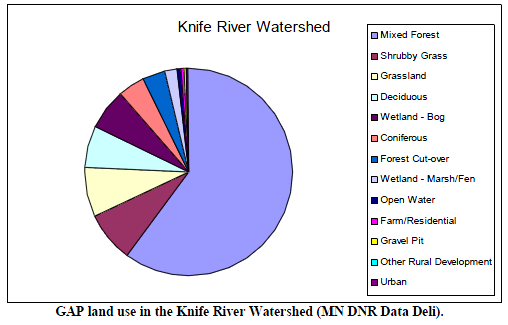 Knife River Watershed
Mixed Forest
Shrubby Grass
Grassland
Deciduous
Wetland - Bog
Coniferous
Forest Cut-over
Wetland - Marsh/Fen
Open Water
Farm/Residential
Gravel Pit
Other Rural Development
Urban
GAP land use in the Knife River Watershed (MN DNR Data Deli).